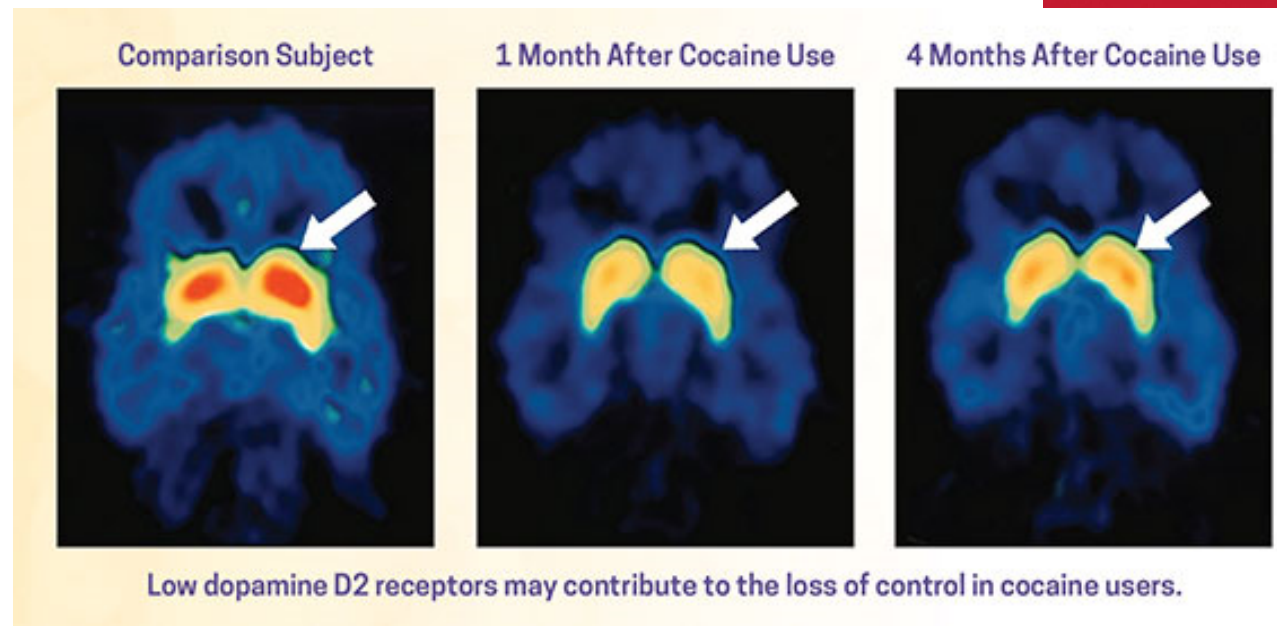 Comparison Subject
1 Month After Cocaine Use
4 Months After Cocaine Use
Low dopamine D2 receptors may contribute to the loss of control in cocaine users.